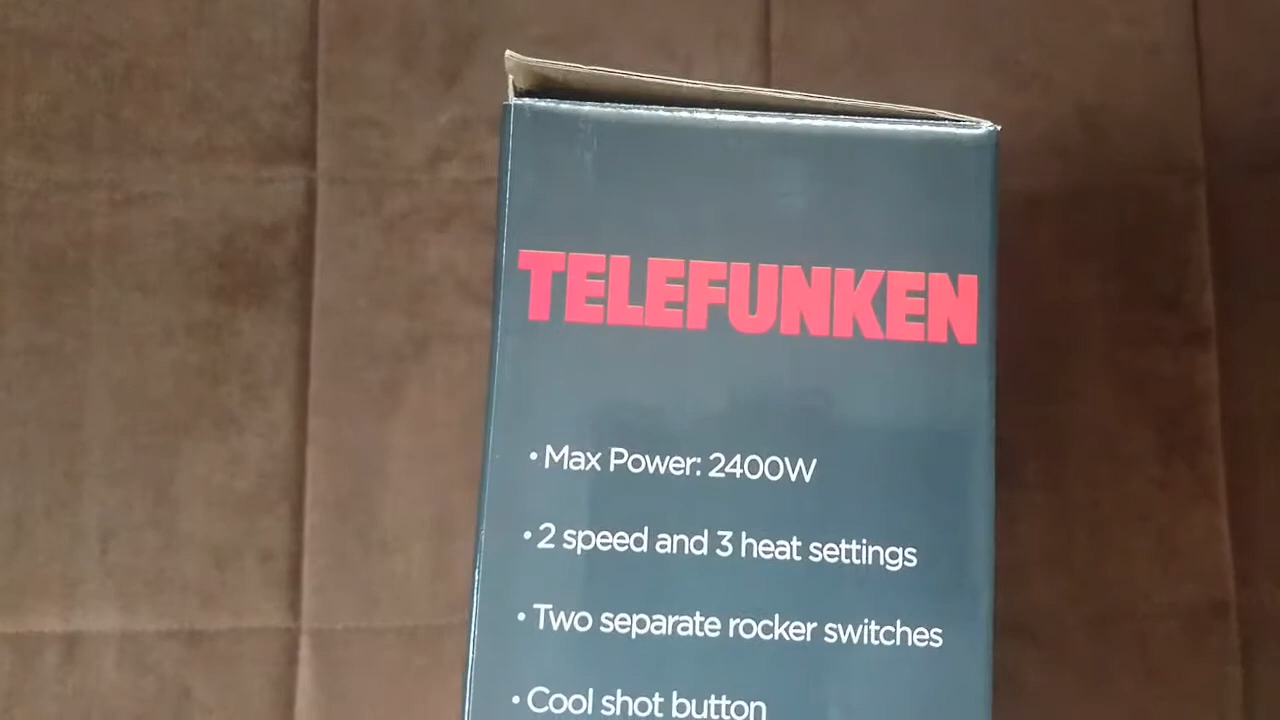 TELEFUNKEN
• Max Power: 2400W
• 2 speed and 3 heat settings
• Two separate rocker switches
• Cool shot button